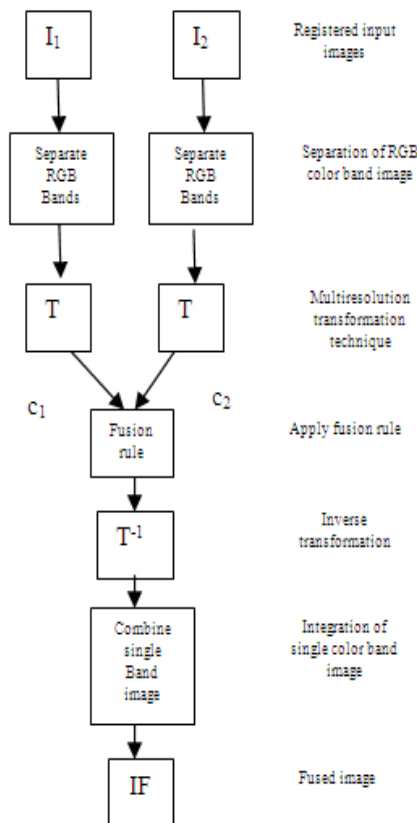 I₁
I₂
Registered input
images
Separate
RGB
Bands
Separate
RGB
Bands
Separation of RGB
color band image
T
T
Multiresolution
transformation
technique
c₁
c₂
Fusion
rule
Apply fusion rule
T⁻¹
Inverse
transformation
Combine
single
Band
image
Integration of
single color band
image
IF
Fused image